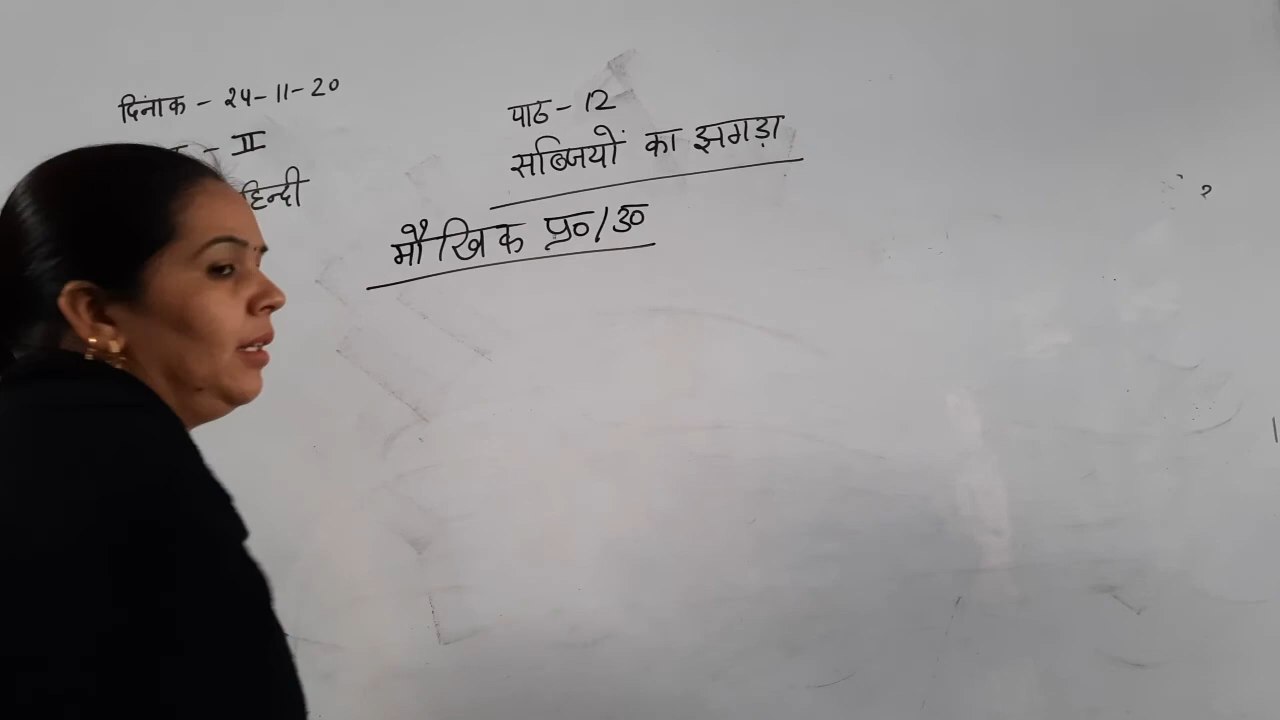 दिनांक - 24-11-20
- II
हिन्दी
पाठ - 12
सब्जियों का झगड़ा
मौखिक प्र०/उ०